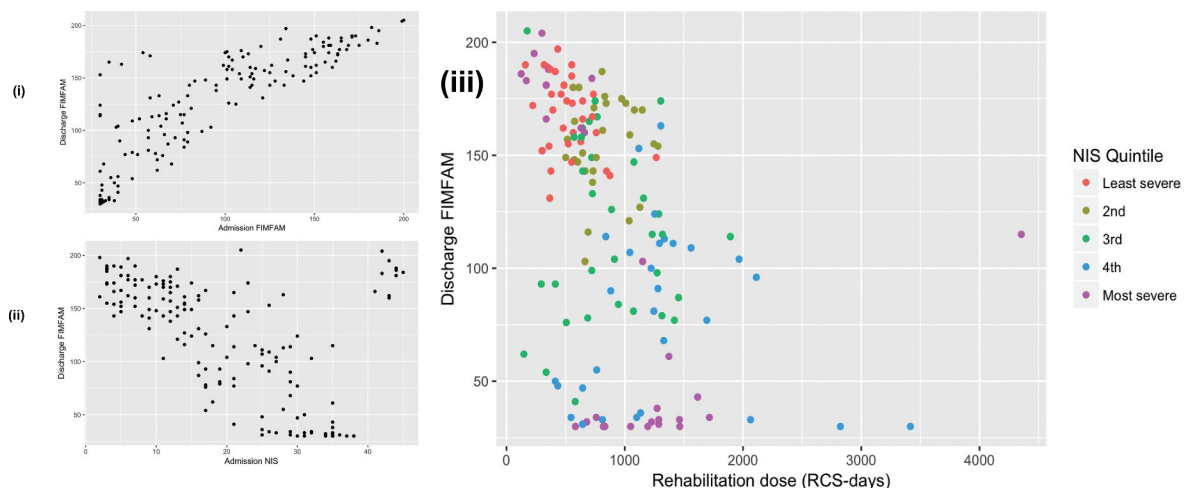 (i)
Discharge FIMFAM
200
150
100
50
50
100
150
200
Admission FIMFAM
(ii)
Discharge FIMFAM
200
150
100
50
0
10
20
30
40
Admission NIS
(iii)
Discharge FIMFAM
200
150
100
50
0
1000
2000
3000
4000
Rehabilitation dose (RCS-days)
NIS Quintile
Least severe
2nd
3rd
4th
Most severe